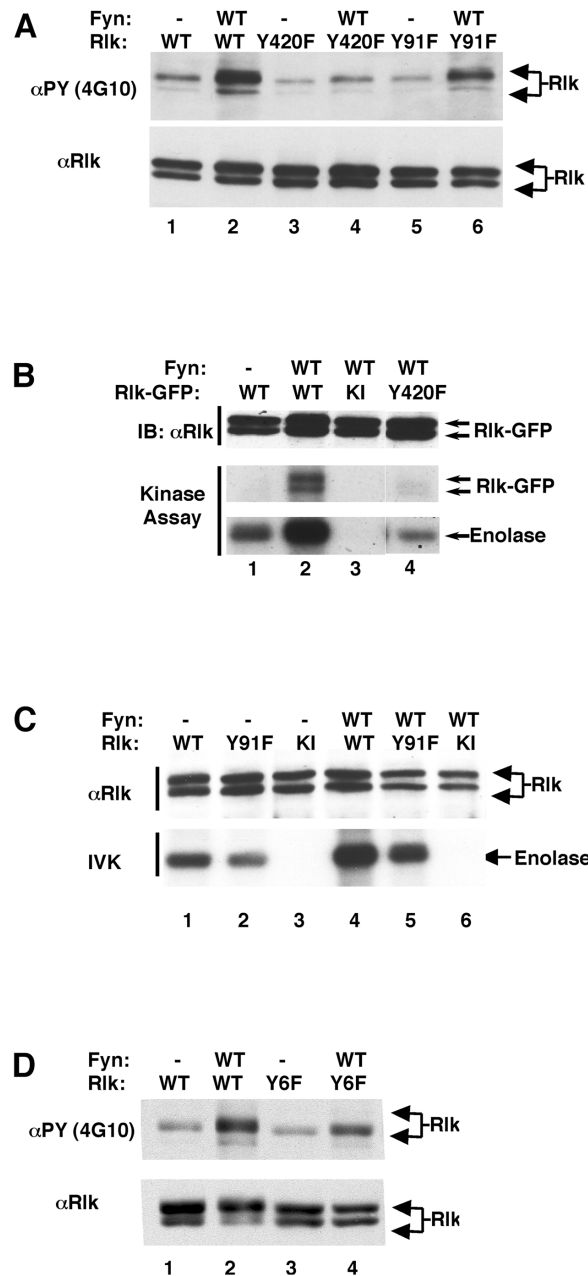 A
Fyn: - WT - WT - WT
Rlk: WT WT Y420F Y420F Y91F Y91F
αPY (4G10) Rlk
αRlk Rlk
1 2 3 4 5 6
B
Fyn: - WT WT WT
Rlk-GFP: WT WT KI Y420F
IB: αRlk Rlk-GFP
Kinase Assay Rlk-GFP
Enolase
1 2 3 4
C
Fyn: - - - WT WT WT
Rlk: WT Y91F KI WT Y91F KI
αRlk Rlk
IVK Enolase
1 2 3 4 5 6
D
Fyn: - WT - WT
Rlk: WT WT Y6F Y6F
αPY (4G10) Rlk
αRlk Rlk
1 2 3 4